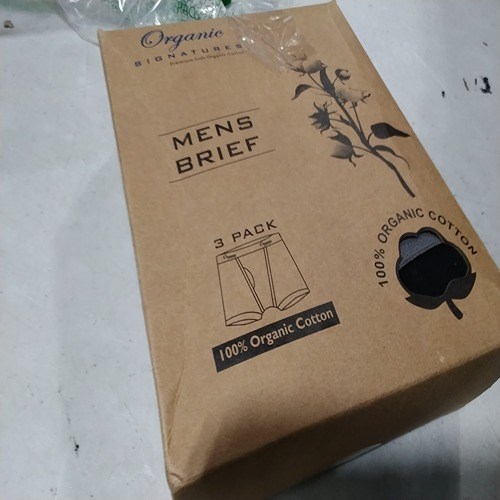 Organic
SIGNATURES
MENS
BRIEF
3 PACK
100% Organic Cotton
100% ORGANIC COTTON